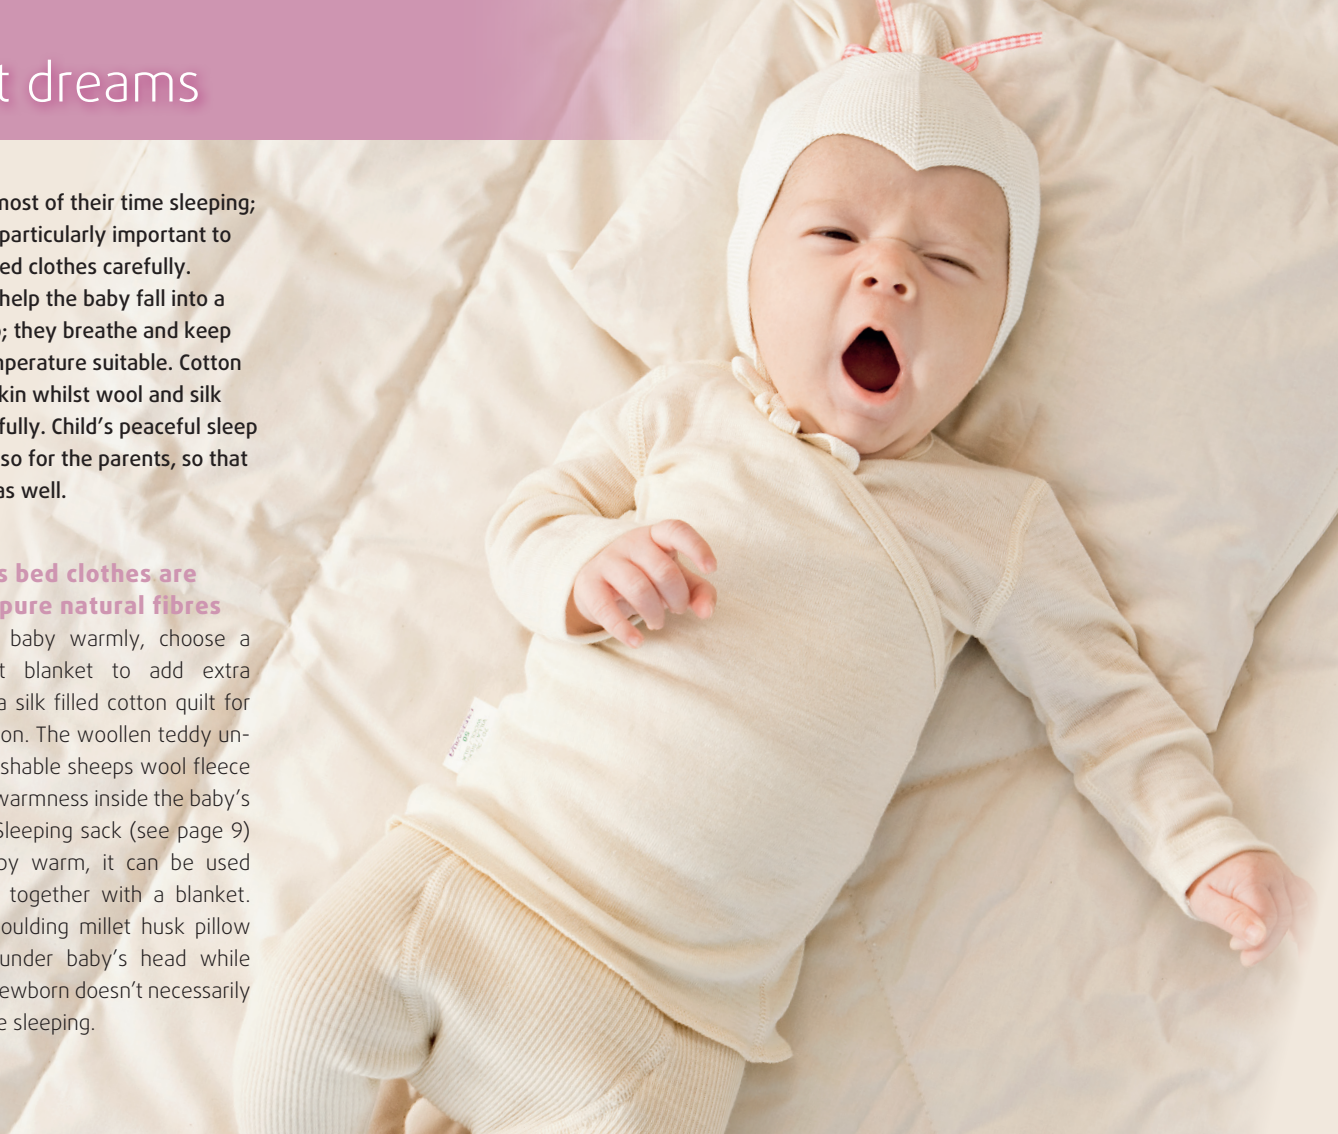 t dreams
most of their time sleeping;
particularly important to
ed clothes carefully.
help the baby fall into a
; they breathe and keep
mperature suitable. Cotton
kin whilst wool and silk
fully. Child's peaceful sleep
so for the parents, so that
as well.
s bed clothes are
pure natural fibres
baby warmly, choose a
t blanket to add extra
a silk filled cotton quilt for
on. The woollen teddy un-
shable sheeps wool fleece
warmness inside the baby's
Sleeping sack (see page 9)
by warm, it can be used
together with a blanket.
oulding millet husk pillow
under baby's head while
ewborn doesn't necessarily
e sleeping.